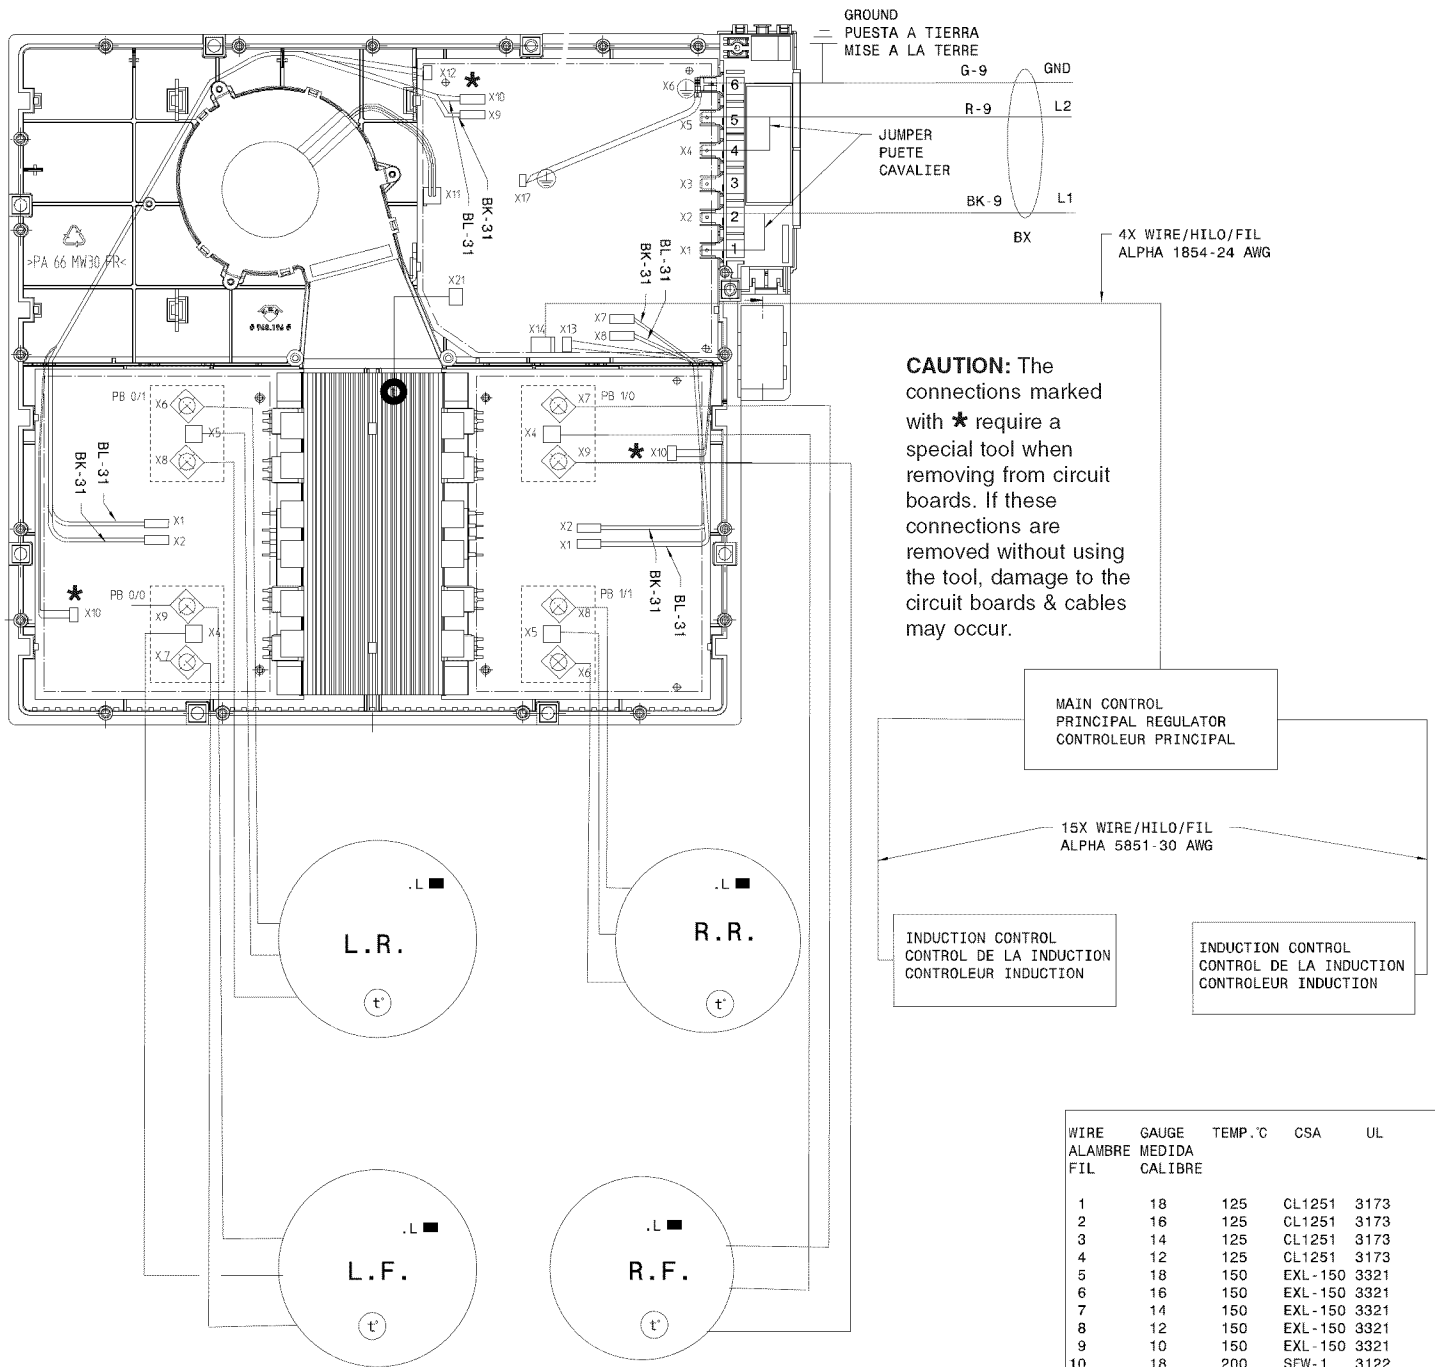 GROUND
PUESTA A TIERRA
MISE A LA TERRE
G-9
GND
R-9
L2
JUMPER
PUETE
CAVALIER
BK-9
L1
BX
4X WIRE/HILO/FIL
ALPHA 1854-24 AWG
X12
*
X10
X9
X6
6
X5
5
X4
4
X3
3
X2
2
X1
1
X11
X17
BK-31
BL-31
>PA 66 MW30 FR<
X21
BL-31
BK-31
X7
X8
X14
X13
PB 0/1
X6
X5
X8
X7
PB 1/0
X4
X9
* X10
BL-31
BK-31
X1
X2
X2
X1
BK-31
BL-31
*
X10
PB 0/0
X9
X4
X7
PB 1/1
X8
X5
X6
CAUTION: The
connections marked
with * require a
special tool when
removing from circuit
boards. If these
connections are
removed without using
the tool, damage to the
circuit boards & cables
may occur.
MAIN CONTROL
PRINCIPAL REGULATOR
CONTROLEUR PRINCIPAL
15X WIRE/HILO/FIL
ALPHA 5851-30 AWG
INDUCTION CONTROL
CONTROL DE LA INDUCTION
CONTROLEUR INDUCTION
INDUCTION CONTROL
CONTROL DE LA INDUCTION
CONTROLEUR INDUCTION
.L
L.R.
t°
.L
R.R.
t°
.L
L.F.
t°
.L
R.F.
t°
WIRE GAUGE TEMP.°C CSA UL
ALAMBRE MEDIDA
FIL CALIBRE
1 18 125 CL1251 3173
2 16 125 CL1251 3173
3 14 125 CL1251 3173
4 12 125 CL1251 3173
5 18 150 EXL-150 3321
6 16 150 EXL-150 3321
7 14 150 EXL-150 3321
8 12 150 EXL-150 3321
9 10 150 EXL-150 3321
10 18 200 SEW-1 3122